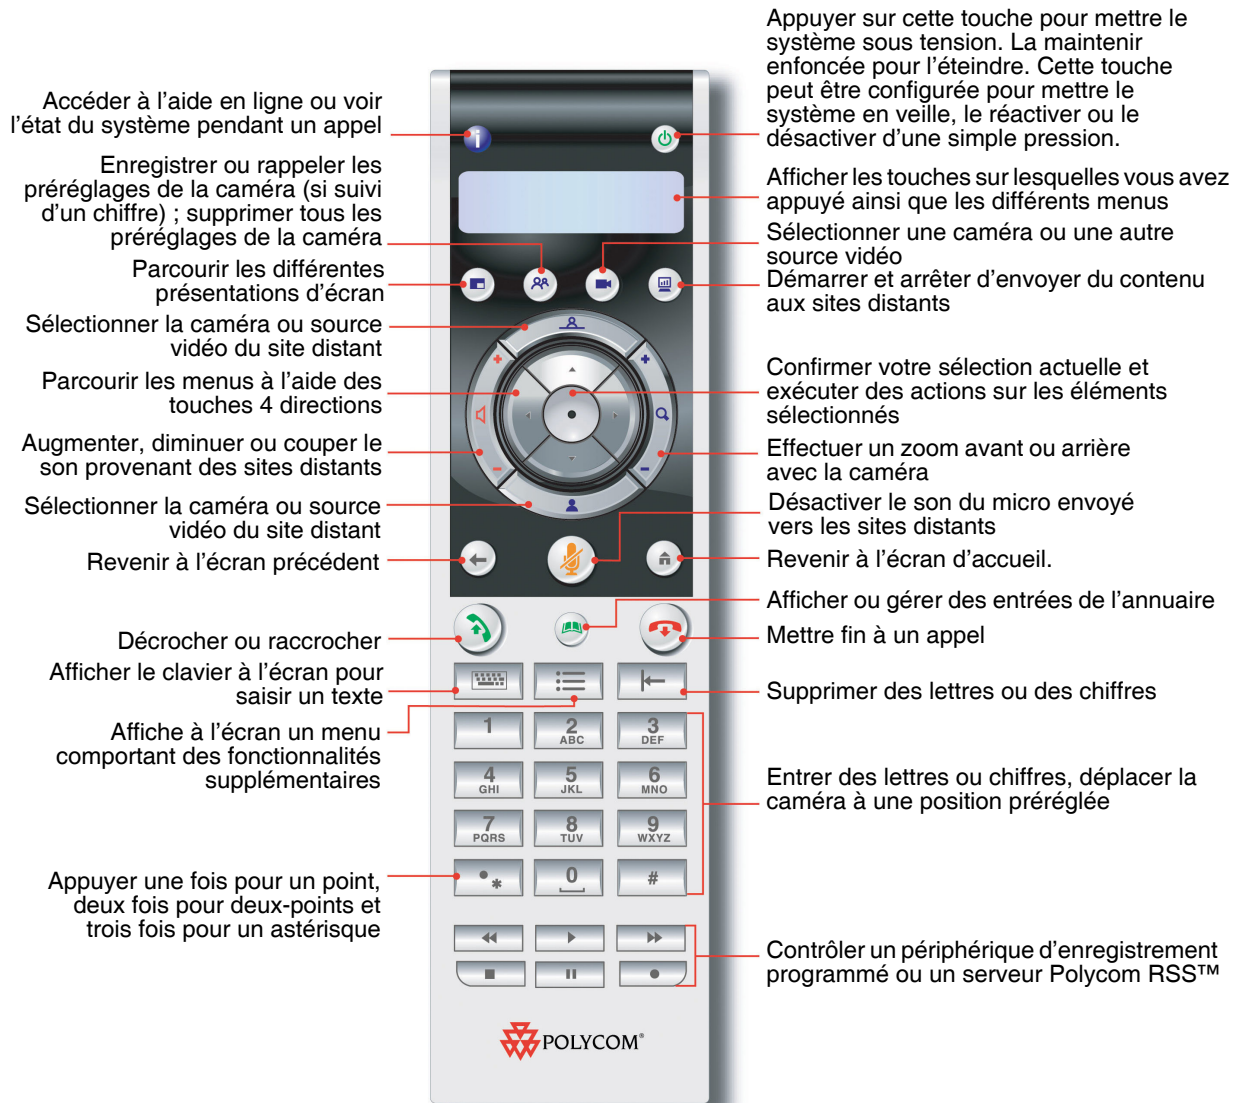 Accéder à l'aide en ligne ou voir
l'état du système pendant un appel
Enregistrer ou rappeler les
préréglages de la caméra (si suivi
d'un chiffre) ; supprimer tous les
préréglages de la caméra
Parcourir les différentes
présentations d'écran
Sélectionner la caméra ou source
vidéo du site distant
Parcourir les menus à l'aide des
touches 4 directions
Augmenter, diminuer ou couper le
son provenant des sites distants
Sélectionner la caméra ou source
vidéo du site distant
Revenir à l'écran précédent
Décrocher ou raccrocher
Afficher le clavier à l'écran pour
saisir un texte
Affiche à l'écran un menu
comportant des fonctionnalités
supplémentaires
Appuyer une fois pour un point,
deux fois pour deux-points et
trois fois pour un astérisque
i
1
2
ABC
3
DEF
4
GHI
5
JKL
6
MNO
7
PQRS
8
TUV
9
WXYZ
*
0
#
POLYCOM®
Appuyer sur cette touche pour mettre le
système sous tension. La maintenir
enfoncée pour l'éteindre. Cette touche
peut être configurée pour mettre le
système en veille, le réactiver ou le
désactiver d'une simple pression.
Afficher les touches sur lesquelles vous avez
appuyé ainsi que les différents menus
Sélectionner une caméra ou une autre
source vidéo
Démarrer et arrêter d'envoyer du contenu
aux sites distants
Confirmer votre sélection actuelle et
exécuter des actions sur les éléments
sélectionnés
Effectuer un zoom avant ou arrière
avec la caméra
Désactiver le son du micro envoyé
vers les sites distants
Revenir à l'écran d'accueil.
Afficher ou gérer des entrées de l'annuaire
Mettre fin à un appel
Supprimer des lettres ou des chiffres
Entrer des lettres ou chiffres, déplacer la
caméra à une position préréglée
Contrôler un périphérique d'enregistrement
programmé ou un serveur Polycom RSS™